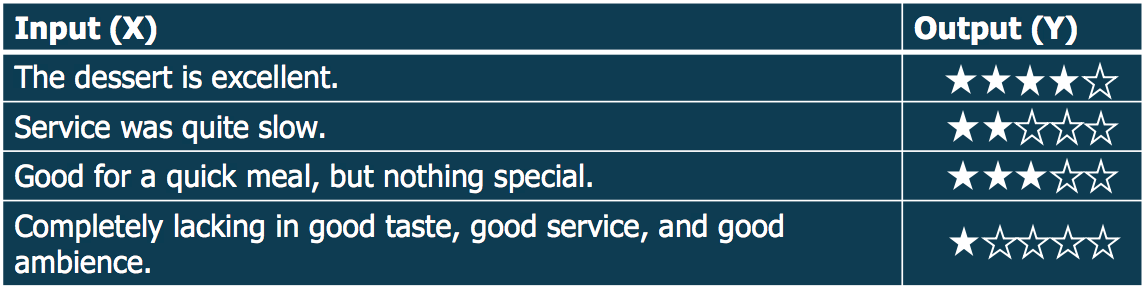 Input (X) Output (Y)
The dessert is excellent. ★★★★☆
Service was quite slow. ★★☆☆☆
Good for a quick meal, but nothing special. ★★★☆☆
Completely lacking in good taste, good service, and good
ambience. ★☆☆☆☆